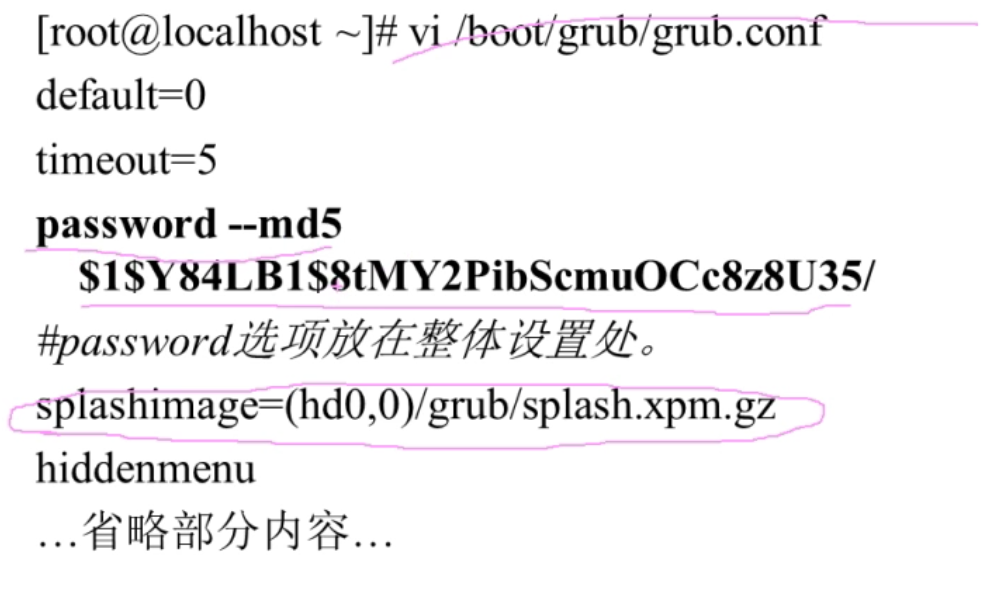 [root@localhost ~]# vi /boot/grub/grub.conf
default=0
timeout=5
password --md5
$1$Y84LB1$8tMY2PibScmuOCc8z8U35/
#password选项放在整体设置处。
splashimage=(hd0,0)/grub/splash.xpm.gz
hiddenmenu
…省略部分内容…